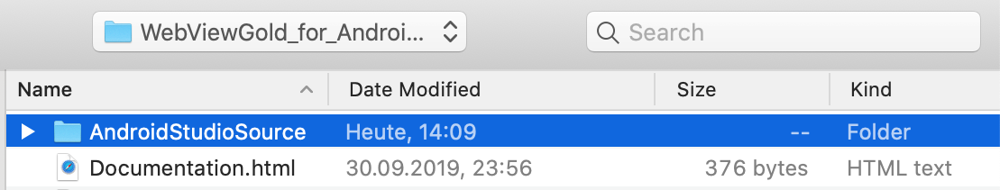 WebViewGold_for_Androi... Search
Name Date Modified Size Kind
AndroidStudioSource Heute, 14:09 -- Folder
Documentation.html 30.09.2019, 23:56 376 bytes HTML text